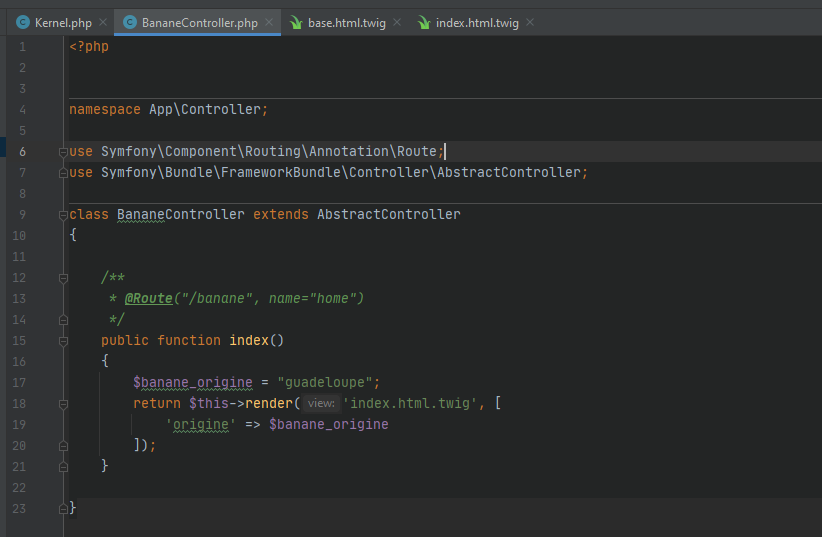 Kernel.php
BananeController.php
base.html.twig
index.html.twig
1 <?php
2
3
4 namespace App\Controller;
5
6 use Symfony\Component\Routing\Annotation\Route;
7 use Symfony\Bundle\FrameworkBundle\Controller\AbstractController;
8
9 class BananeController extends AbstractController
10 {
11
12     /**
13      * @Route("/banane", name="home")
14      */
15     public function index()
16     {
17         $banane_origine = "guadeloupe";
18         return $this->render( view: 'index.html.twig', [
19             'origine' => $banane_origine
20         ]);
21     }
22
23 }